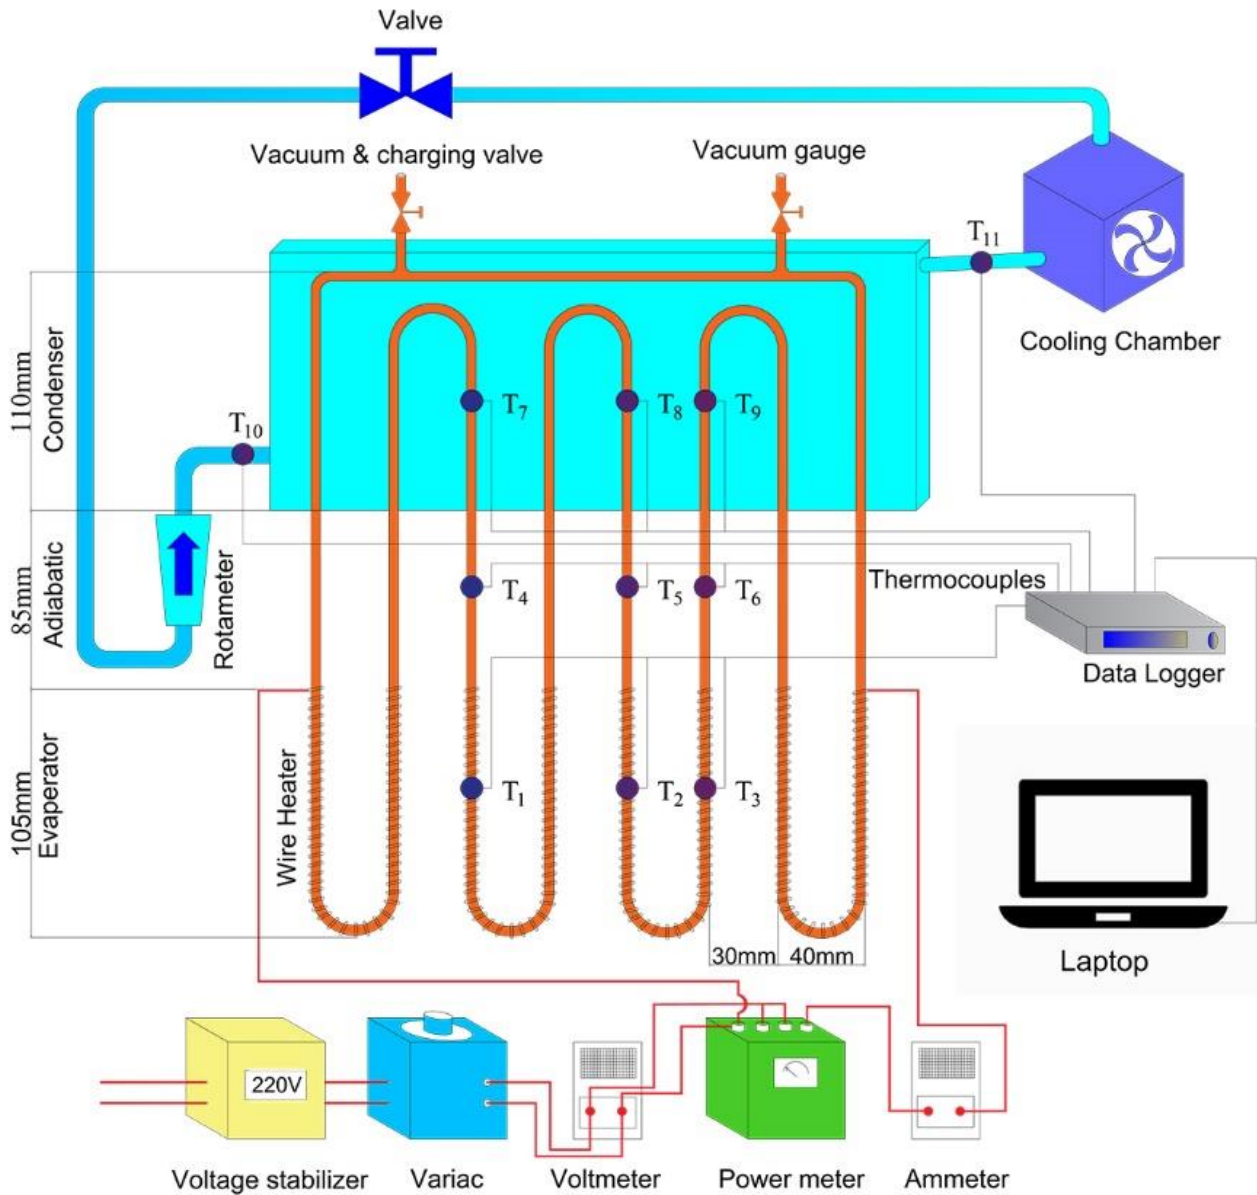 Valve
Vacuum & charging valve
Vacuum gauge
T11
Cooling Chamber
110mm
Condenser
T10
T7
T8
T9
85mm
Adiabatic
Rotameter
T4
T5
T6
Thermocouples
Data Logger
105mm
Evaporator
Wire Heater
T1
T2
T3
30mm
40mm
Laptop
220V
Voltage stabilizer
Variac
Voltmeter
Power meter
Ammeter